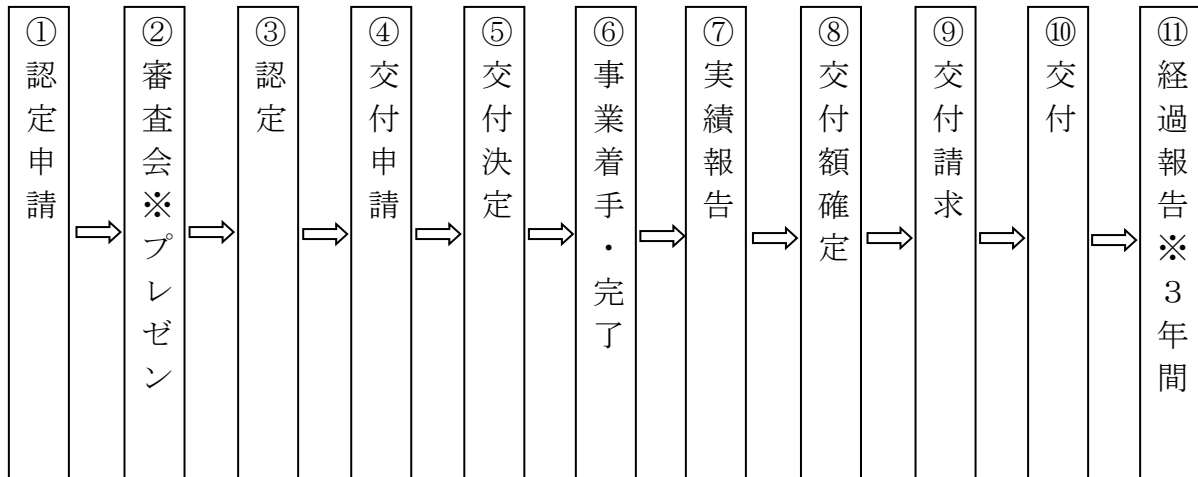 ①認定申請
②審査会※プレゼン
③認定
④交付申請
⑤交付決定
⑥事業着手・完了
⑦実績報告
⑧交付額確定
⑨交付請求
⑩交付
⑪経過報告※３年間